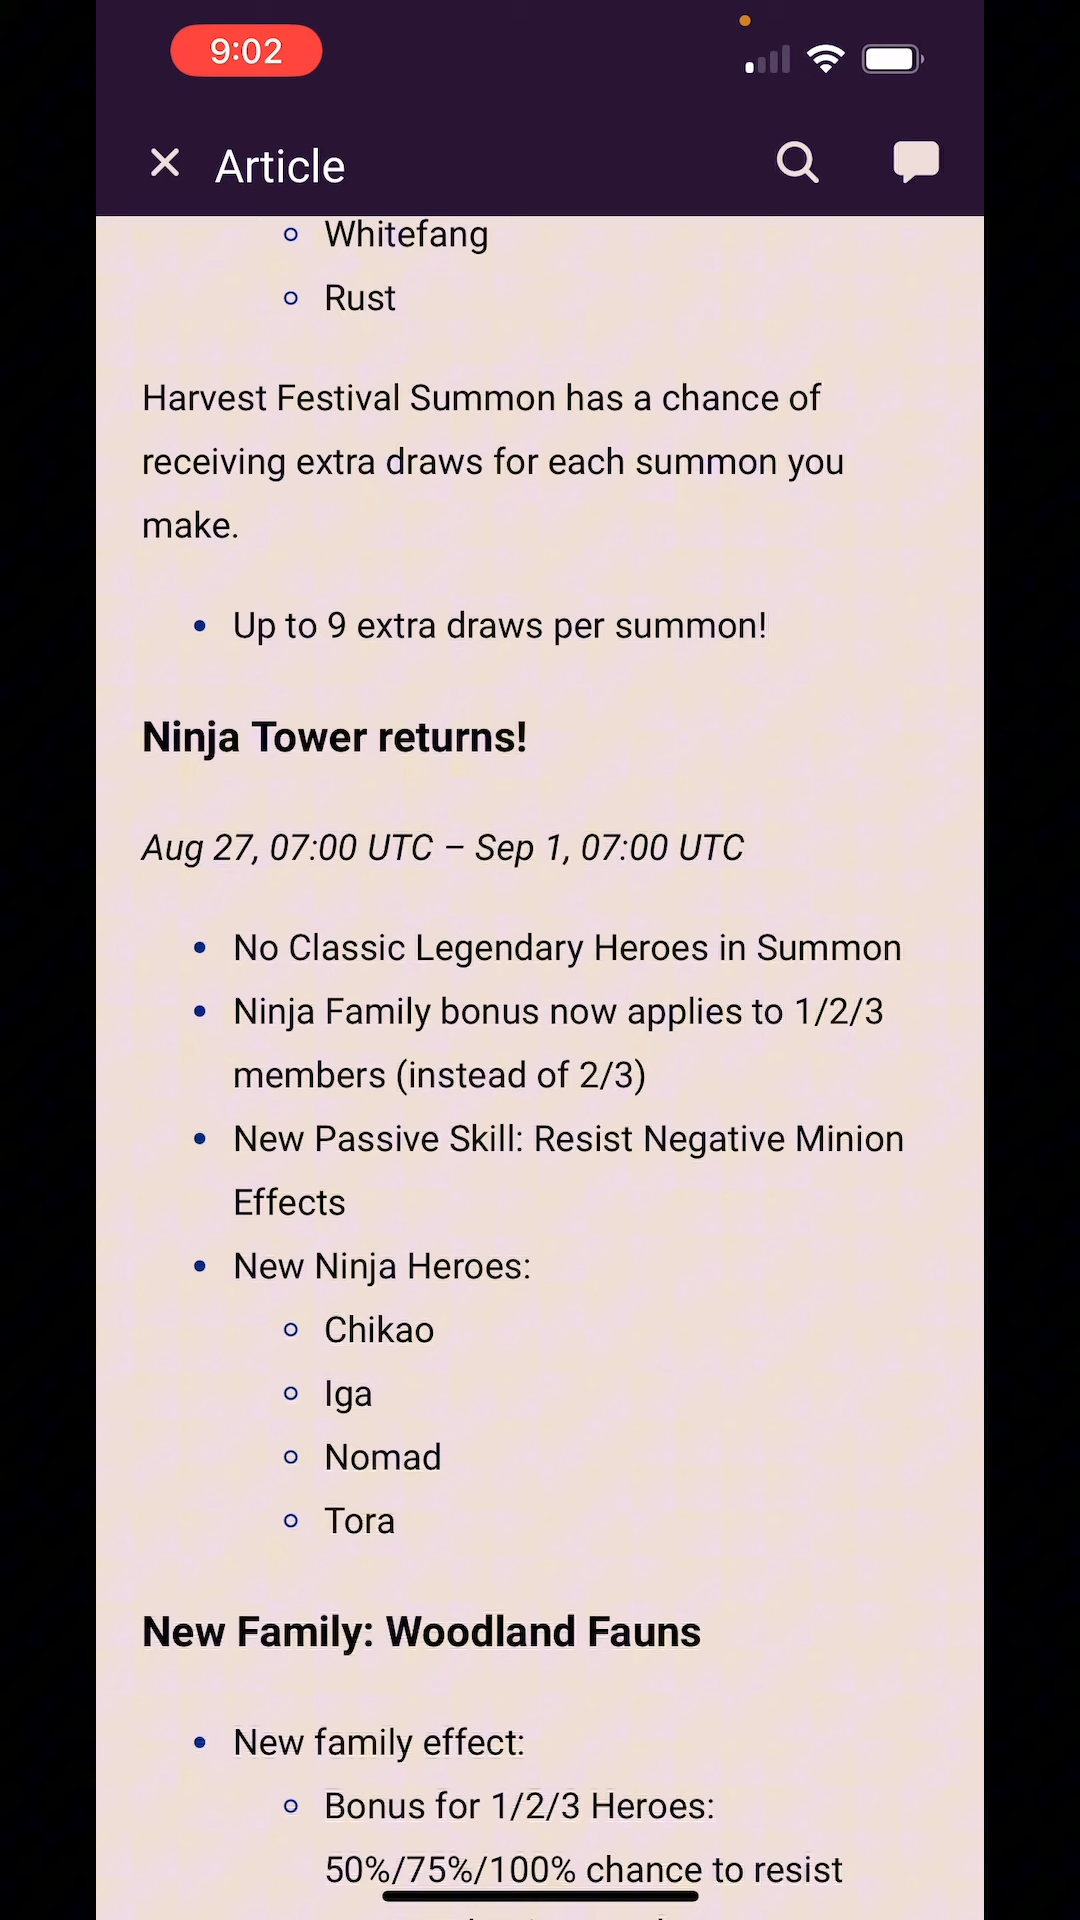 9:02
Article
Whitefang
Rust
Harvest Festival Summon has a chance of
receiving extra draws for each summon you
make.
Up to 9 extra draws per summon!
Ninja Tower returns!
Aug 27, 07:00 UTC – Sep 1, 07:00 UTC
No Classic Legendary Heroes in Summon
Ninja Family bonus now applies to 1/2/3
members (instead of 2/3)
New Passive Skill: Resist Negative Minion
Effects
New Ninja Heroes:
Chikao
Iga
Nomad
Tora
New Family: Woodland Fauns
New family effect:
Bonus for 1/2/3 Heroes:
50%/75%/100% chance to resist